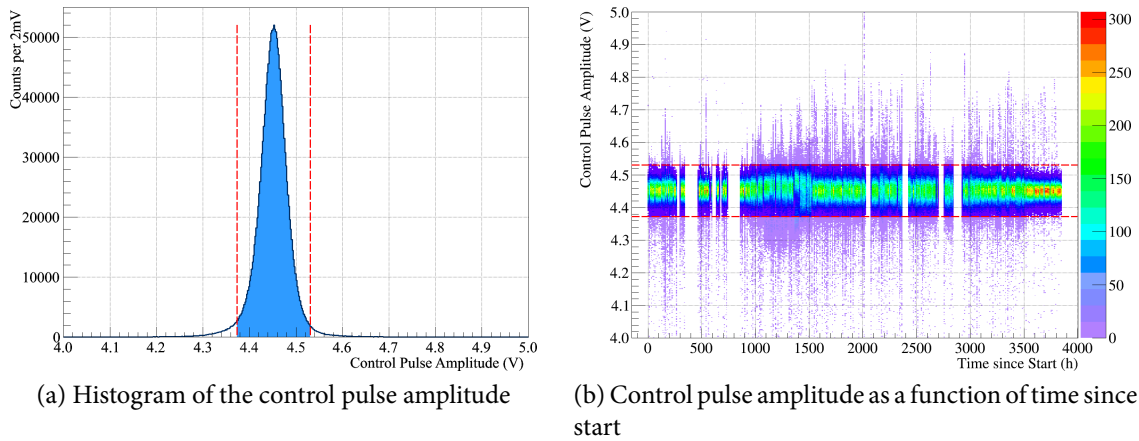 Counts per 2mV
50000
40000
30000
20000
10000
0
4.0 4.1 4.2 4.3 4.4 4.5 4.6 4.7 4.8 4.9 5.0
Control Pulse Amplitude (V)
(a) Histogram of the control pulse amplitude
Control Pulse Amplitude (V)
5.0
4.9
4.8
4.7
4.6
4.5
4.4
4.3
4.2
4.1
4.0
0 500 1000 1500 2000 2500 3000 3500 4000
Time since Start (h)
300
250
200
150
100
50
0
(b) Control pulse amplitude as a function of time since
start